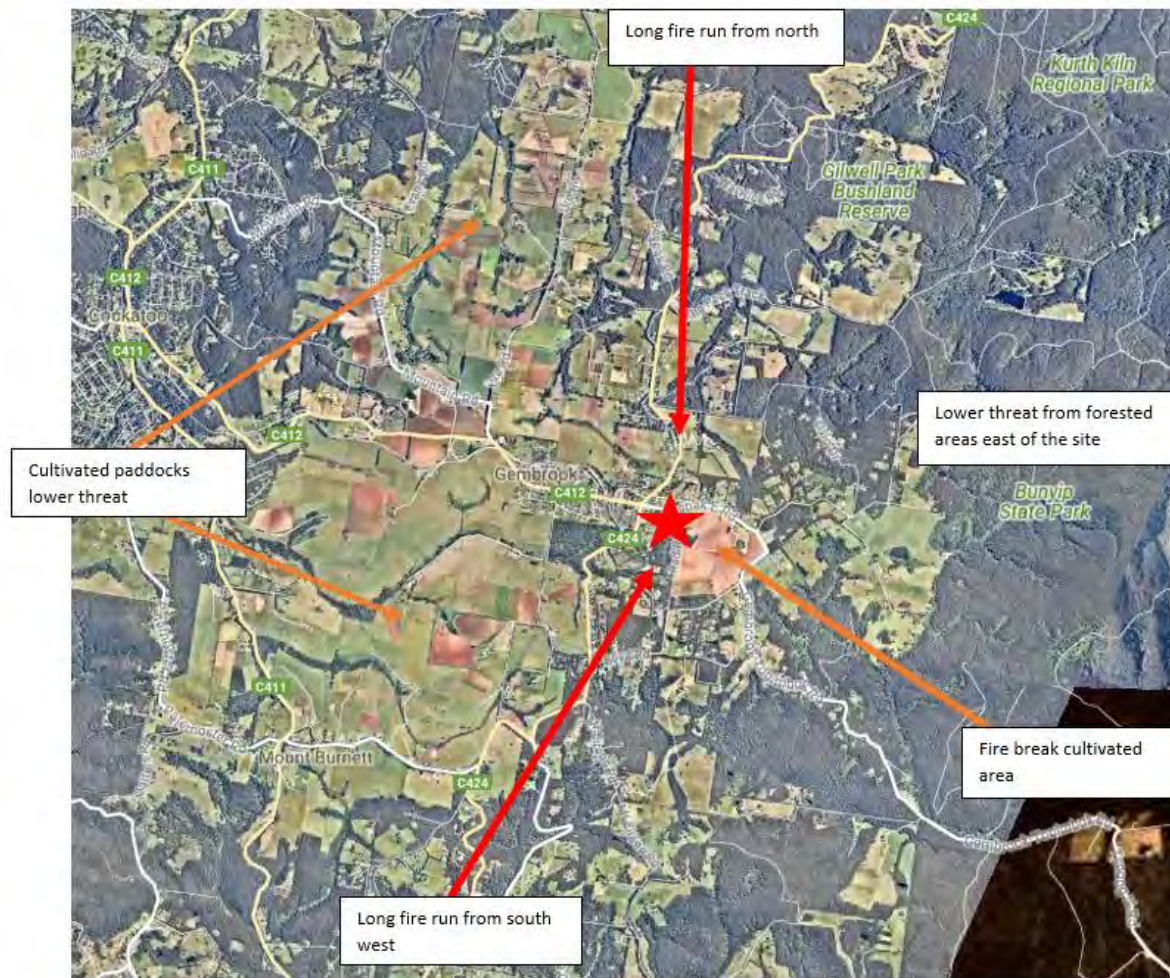 C424
Long fire run from north
Kurth Kiln
Regional Park
C411
Gilwell Park
Bushland
Reserve
C412
Cockatoo
C411
Mountain Rd
Lower threat from forested
areas east of the site
C412
Cultivated paddocks
lower threat
Gembrook
C412
Bunyip
State Park
C424
C411
Mount Burnett
Fire break cultivated
area
C424
Long fire run from south
west